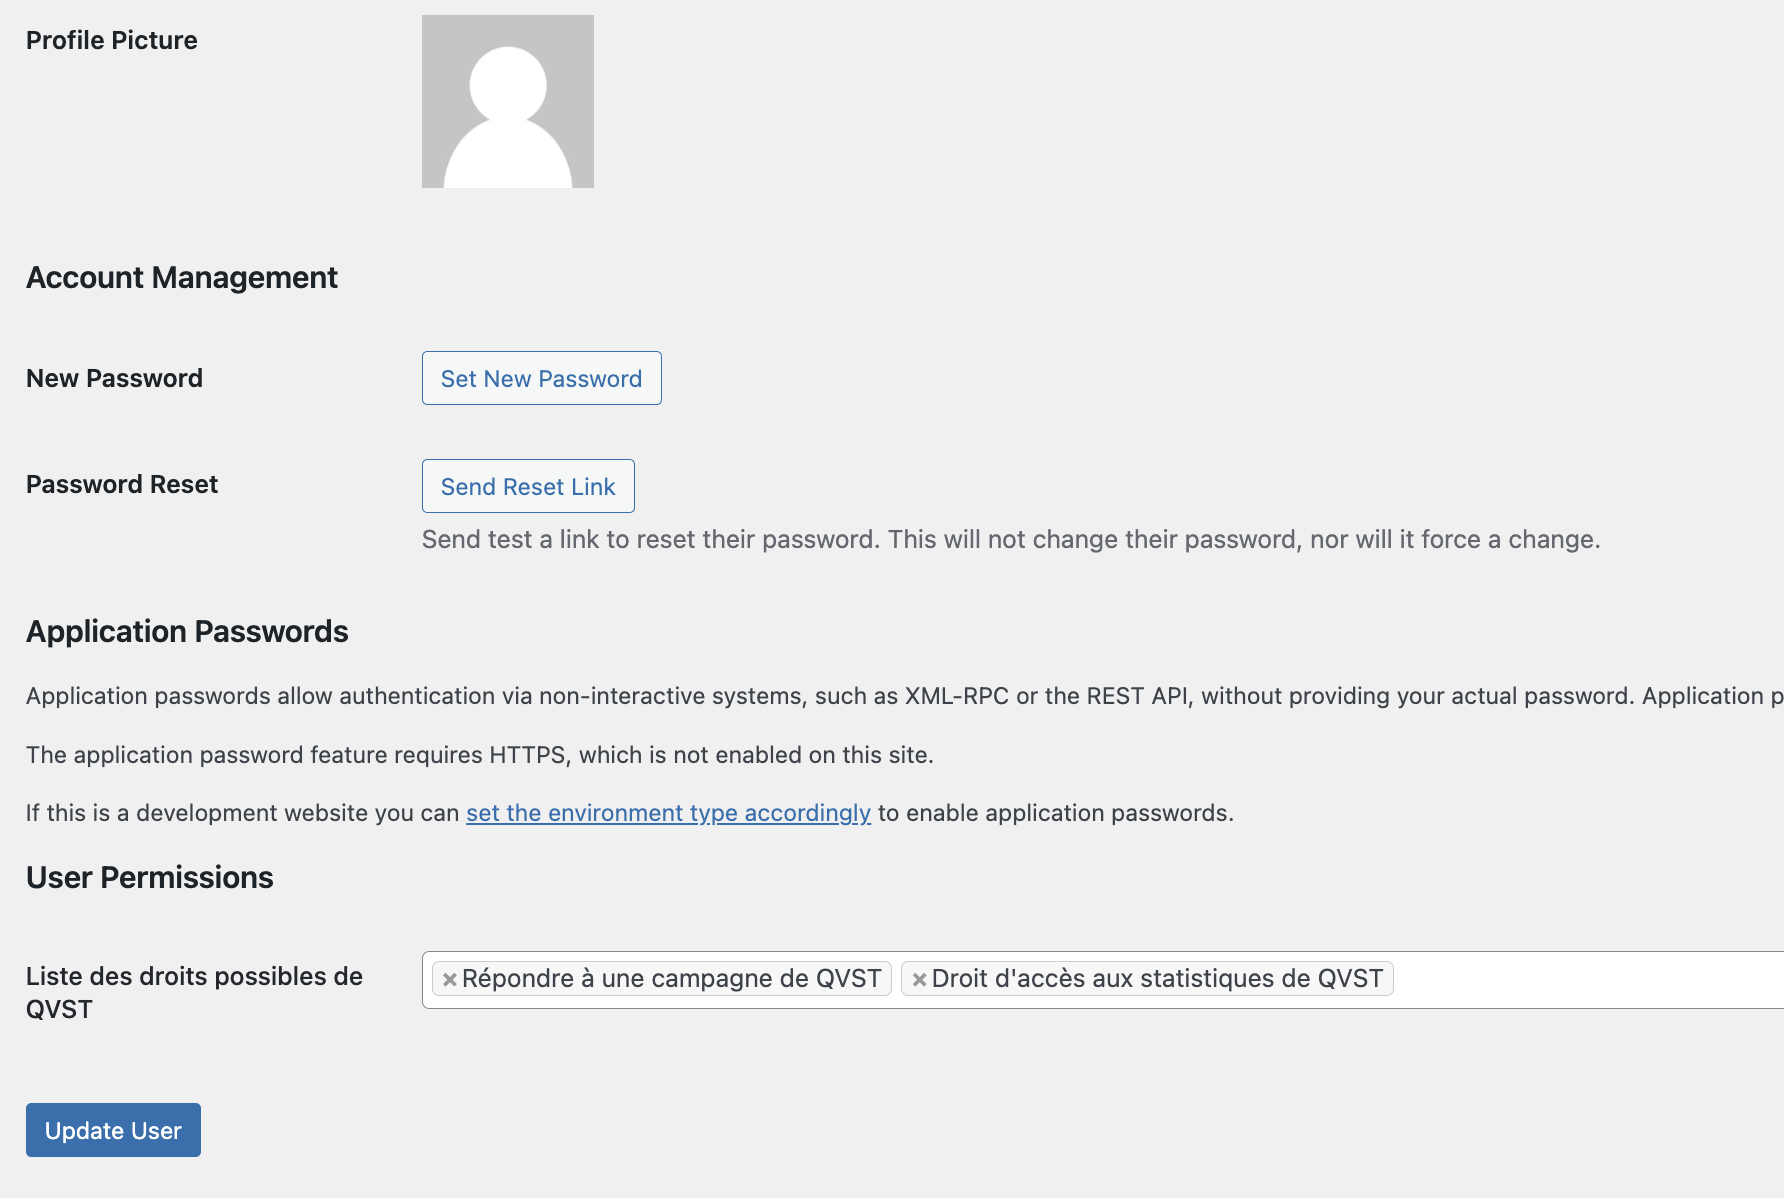 Profile Picture
Account Management
New Password
Set New Password
Password Reset
Send Reset Link
Send test a link to reset their password. This will not change their password, nor will it force a change.
Application Passwords
Application passwords allow authentication via non-interactive systems, such as XML-RPC or the REST API, without providing your actual password. Application p
The application password feature requires HTTPS, which is not enabled on this site.
If this is a development website you can set the environment type accordingly to enable application passwords.
User Permissions
Liste des droits possibles de
QVST
×Répondre à une campagne de QVST ×Droit d'accès aux statistiques de QVST
Update User